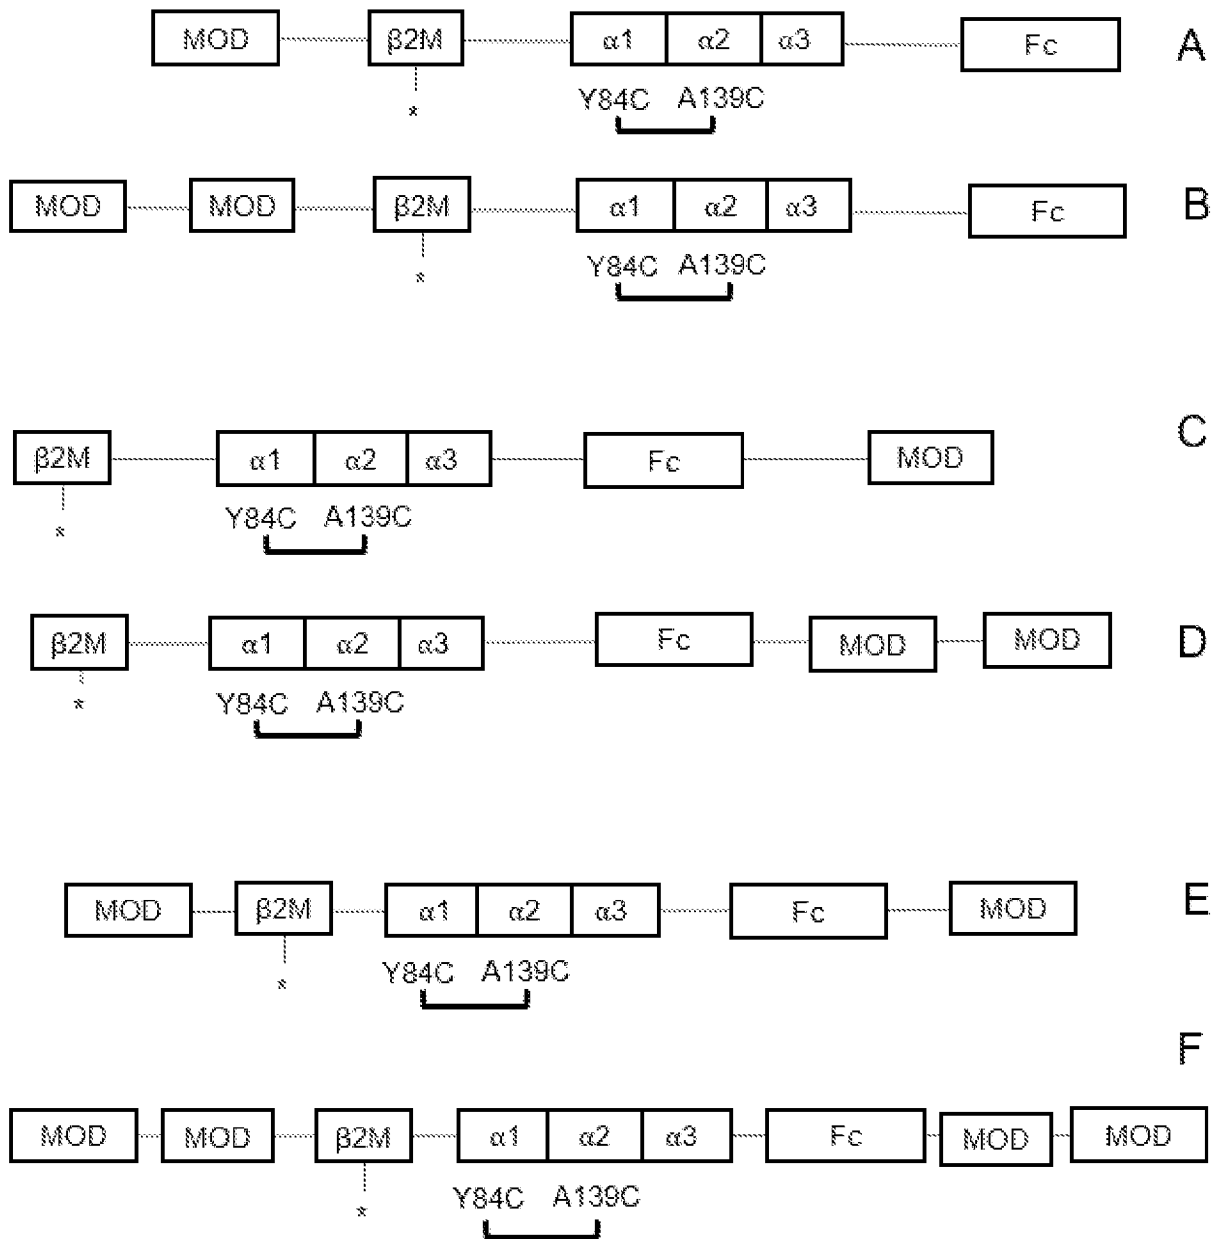 MOD β2M α1 α2 α3 Fc A
*
Y84C A139C
MOD MOD β2M α1 α2 α3 Fc B
*
Y84C A139C
C
β2M α1 α2 α3 Fc MOD
*
Y84C A139C
β2M α1 α2 α3 Fc MOD MOD D
*
Y84C A139C
MOD β2M α1 α2 α3 Fc MOD E
*
Y84C A139C
F
MOD MOD β2M α1 α2 α3 Fc MOD MOD
*
Y84C A139C